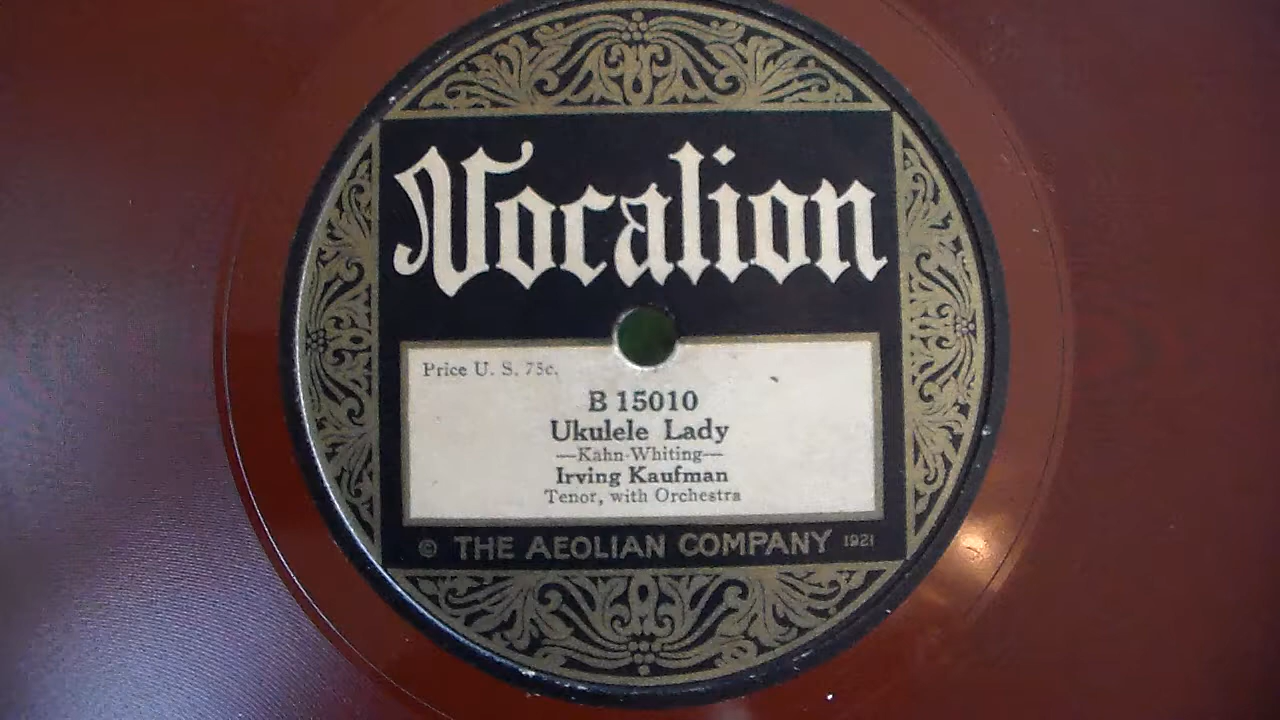 Vocalion
Price U. S. 75c.
B 15010
Ukulele Lady
—Kahn-Whiting—
Irving Kaufman
Tenor, with Orchestra
© THE AEOLIAN COMPANY 1921